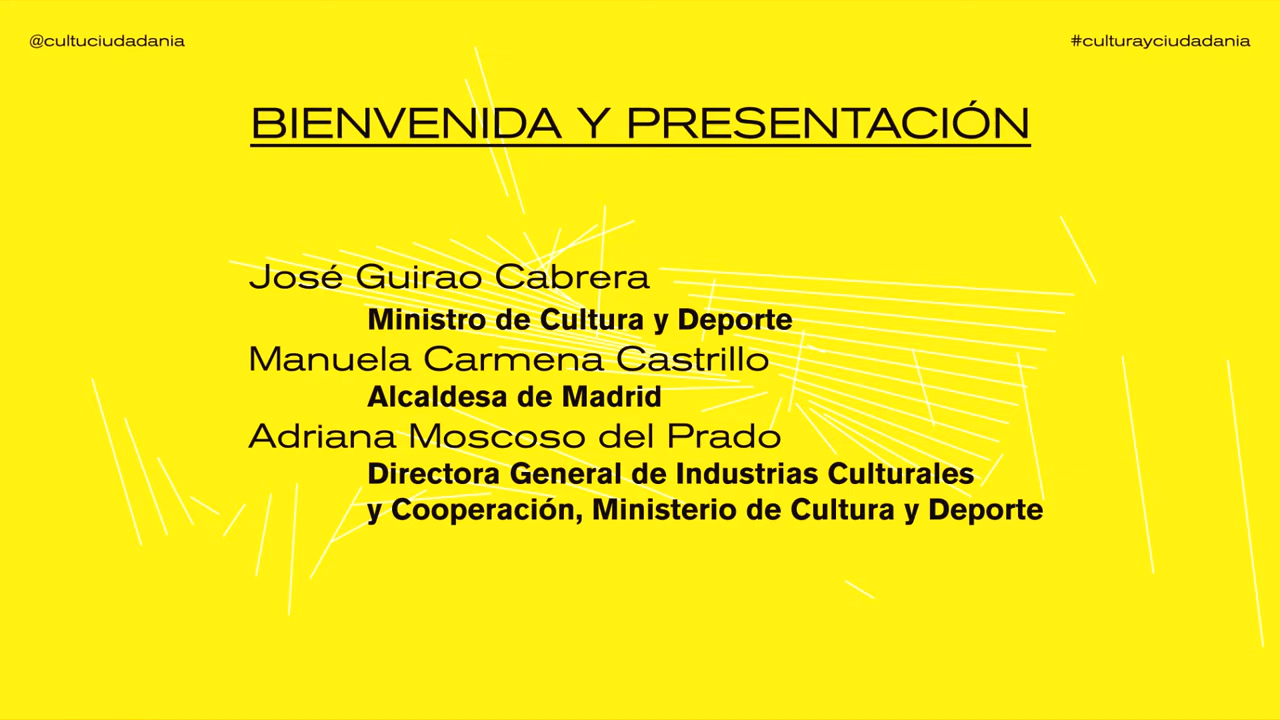 @cultuciudadania
#culturayciudadania
BIENVENIDA Y PRESENTACIÓN
José Guirao Cabrera
Ministro de Cultura y Deporte
Manuela Carmena Castrillo
Alcaldesa de Madrid
Adriana Moscoso del Prado
Directora General de Industrias Culturales
y Cooperación, Ministerio de Cultura y Deporte